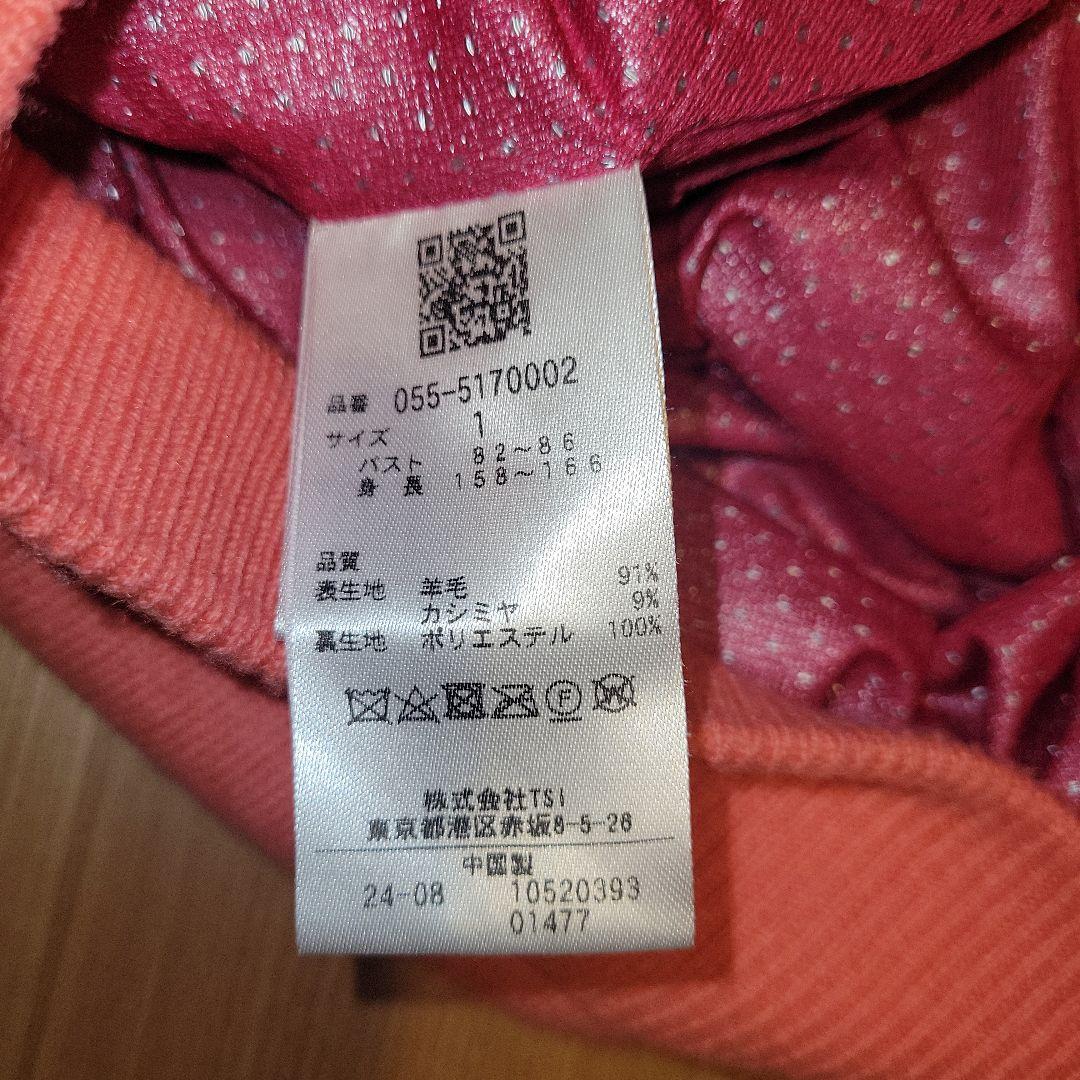 品番 055-5170002
サイズ 1
バスト 82～86
身長 158～166
品質
表生地 羊毛 91%
カシミヤ 9%
裏生地 ポリエステル 100%
F
W
株式会社TSI
東京都港区赤坂8-5-26
中国製
24-08 10520393
01477